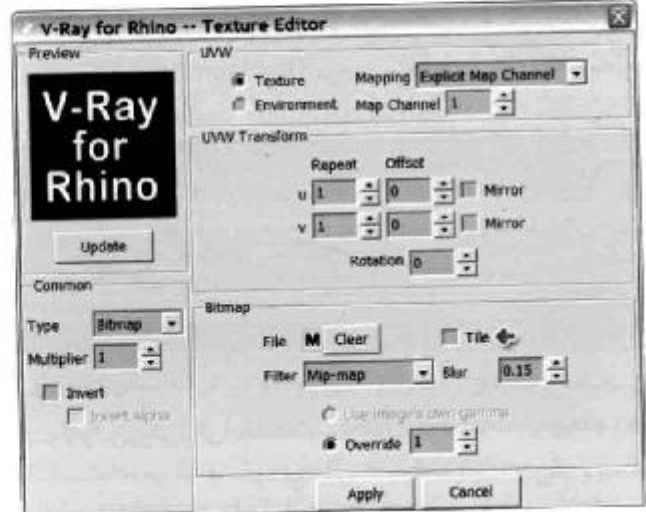 V-Ray for Rhino -- Texture Editor
Preview
V-Ray
for
Rhino
Update
Common
Type Bitmap
Multiplier 1
Invert
Invert Alpha
UVW
Texture Mapping Explicit Map Channel
Environment Map Channel 1
UVW Transform
Repeat Offset
u 1 0 Mirror
v 1 0 Mirror
Rotation 0
Bitmap
File M Clear Tile
Filter Mip-map Blur 0.15
Use image's own gamma
Override 1
Apply Cancel